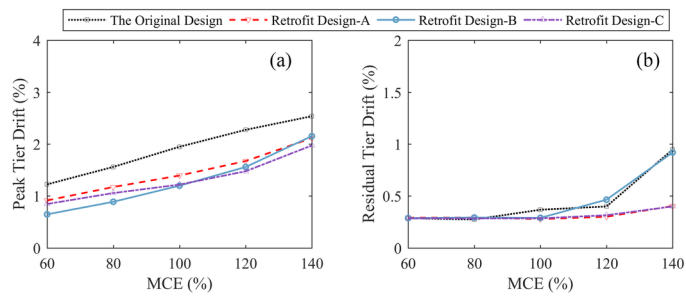 The Original Design Retrofit Design-A Retrofit Design-B Retrofit Design-C
(a)
Peak Tier Drift (%)
4
3
2
1
0
60 80 100 120 140
MCE (%)
(b)
Residual Tier Drift (%)
2
1.5
1
0.5
0
60 80 100 120 140
MCE (%)